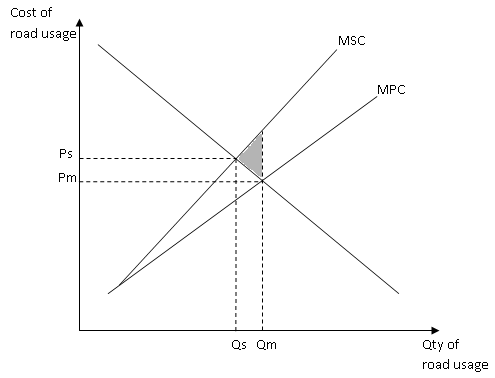 Cost of
road usage
MSC
MPC
Ps
Pm
Qs
Qm
Qty of
road usage